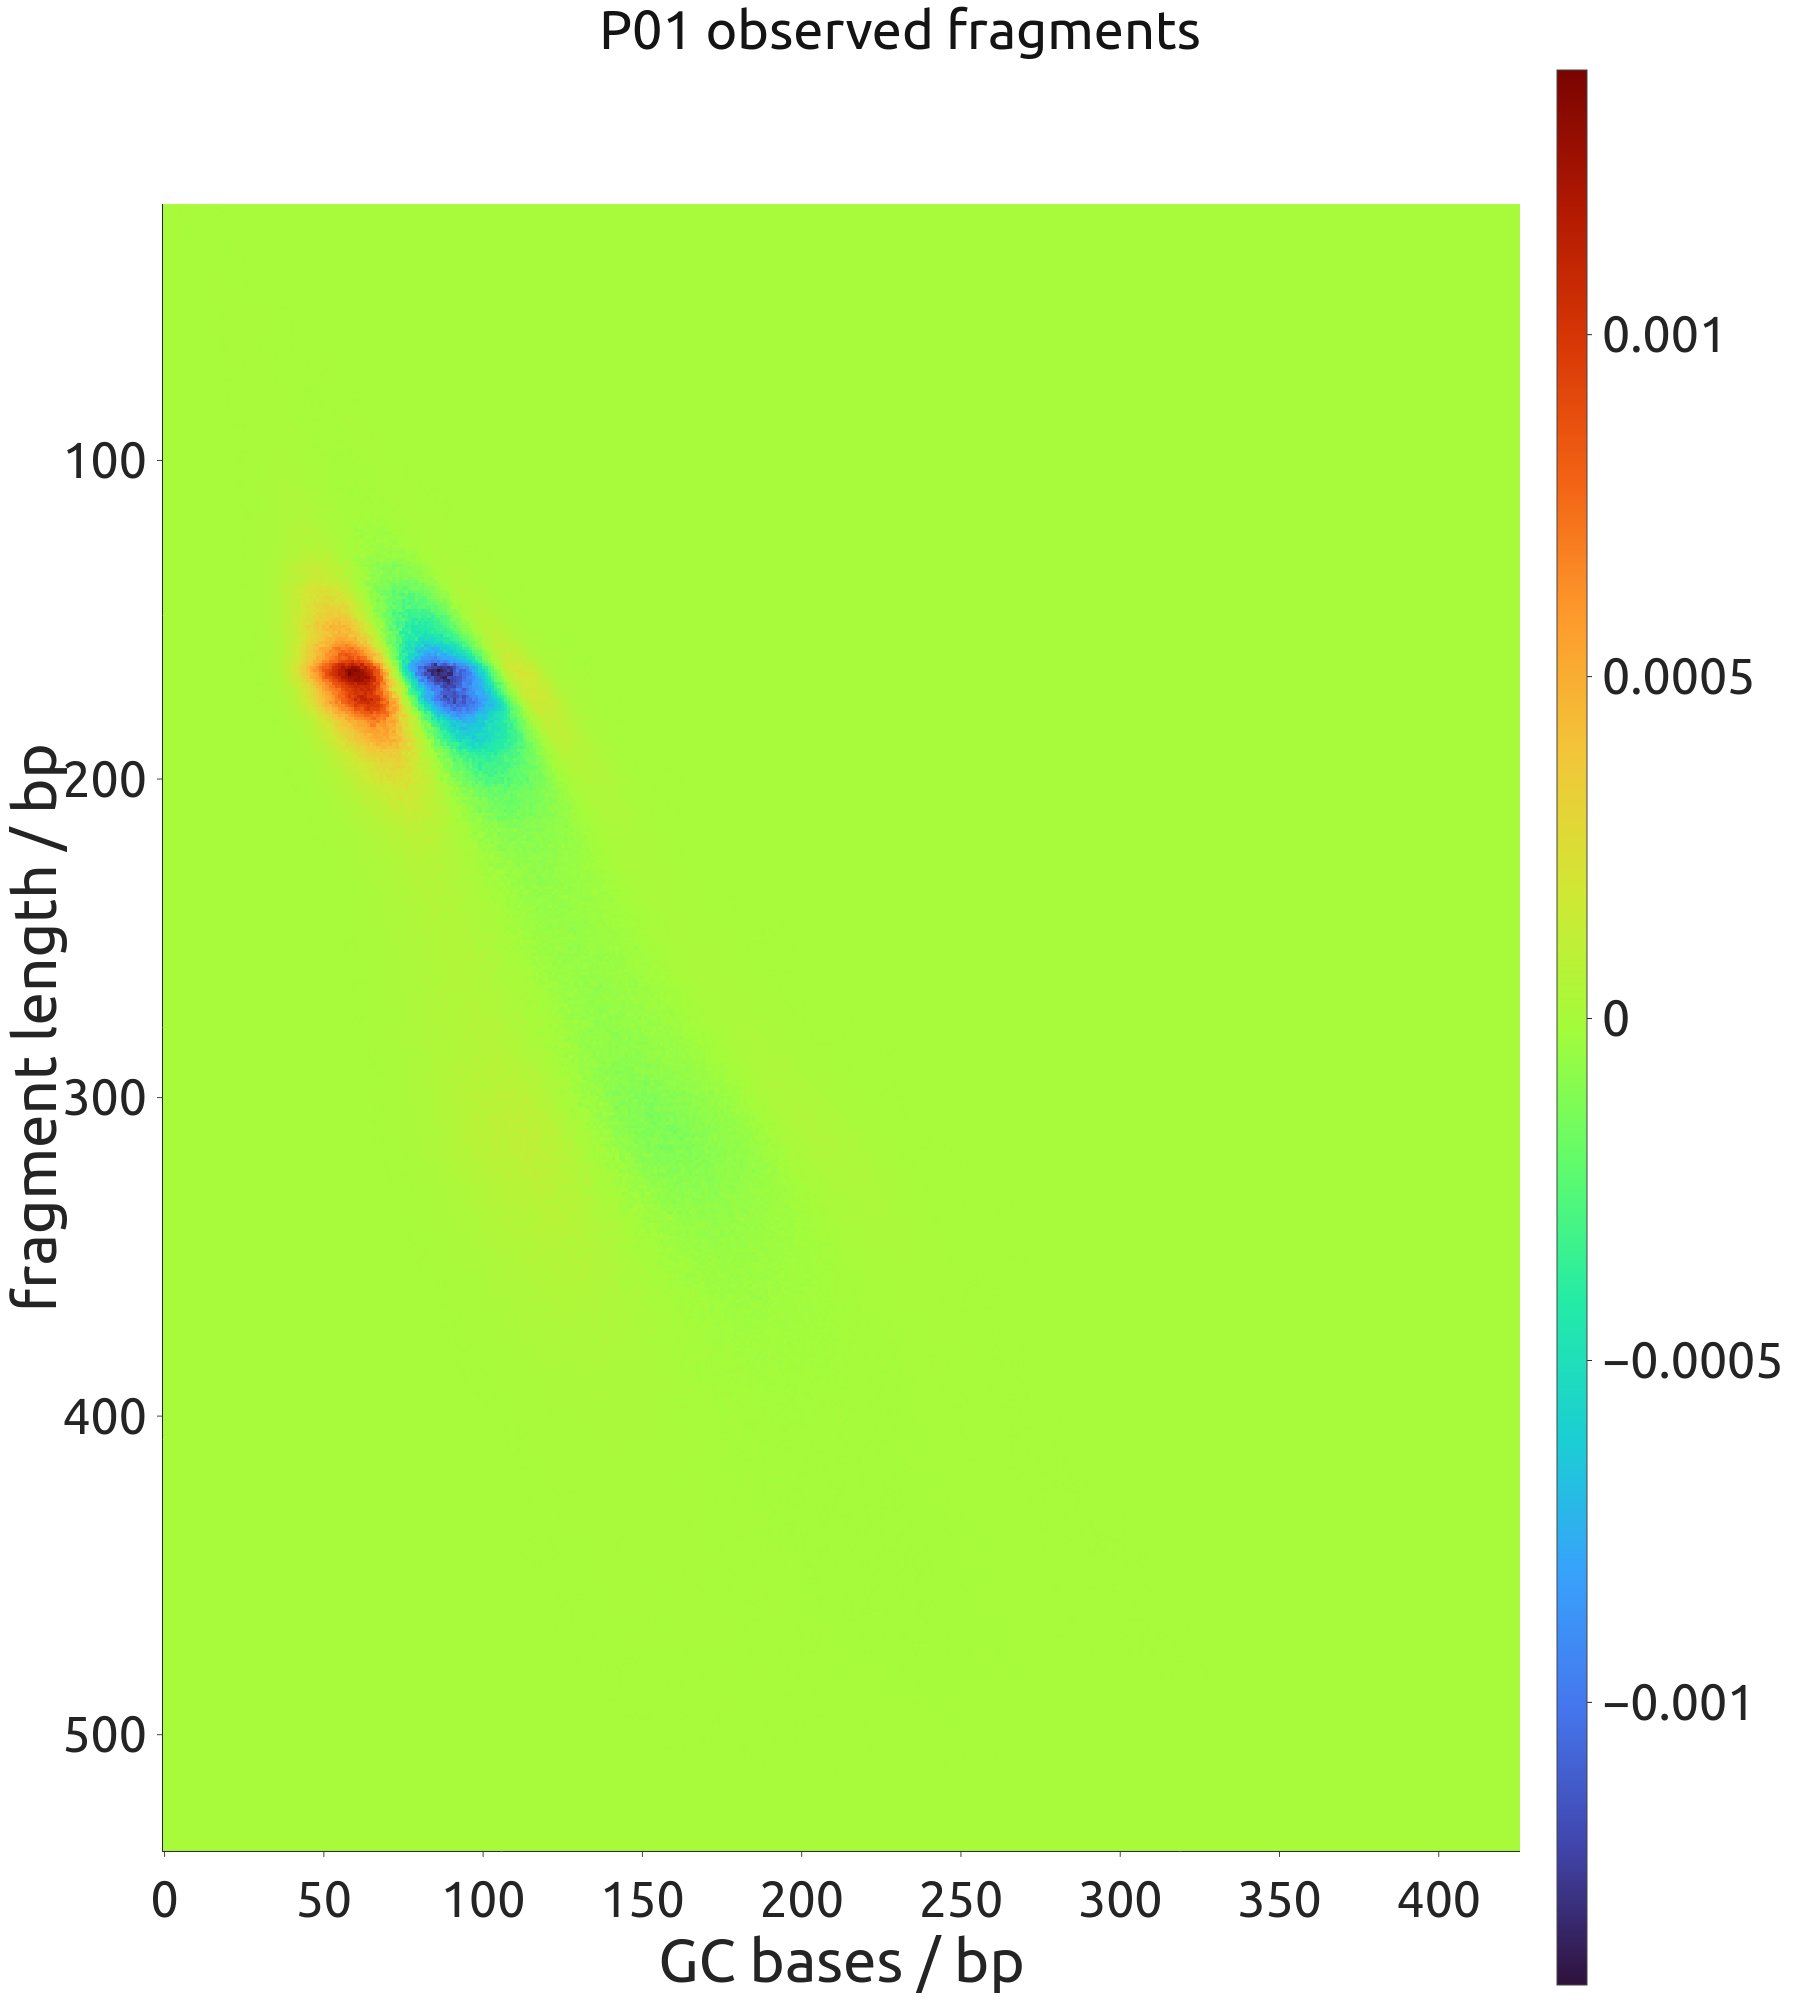 P01 observed fragments
fragment length / bp
100
200
300
400
500
0 50 100 150 200 250 300 350 400
GC bases / bp
0.001
0.0005
0
−0.0005
−0.001